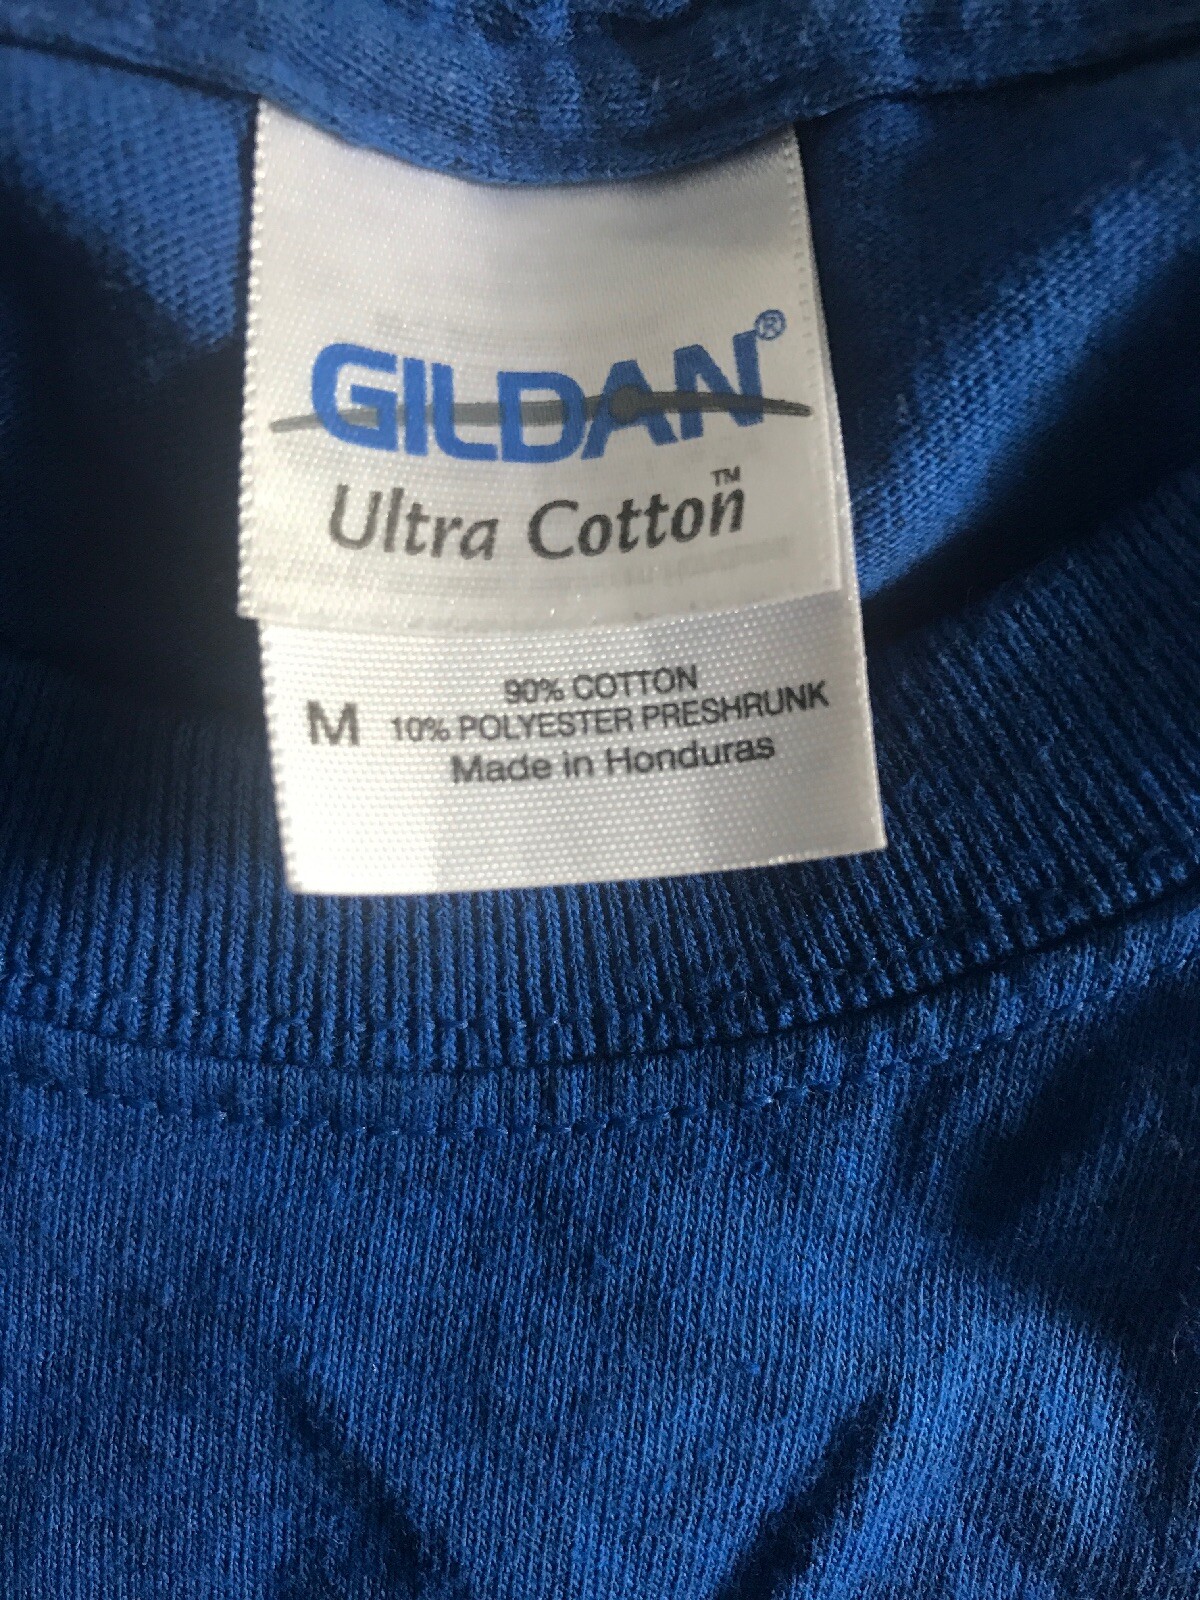 GILDAN®
Ultra Cotton™
90% COTTON
M 10% POLYESTER PRESHRUNK
Made in Honduras